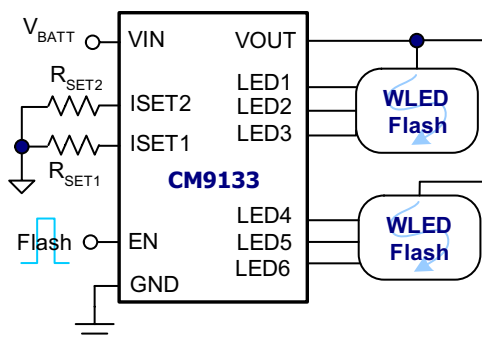 VBATT
VIN
VOUT
RSET2
ISET2
LED1
LED2
LED3
WLED
Flash
ISET1
RSET1
CM9133
Flash
EN
LED4
LED5
LED6
WLED
Flash
GND